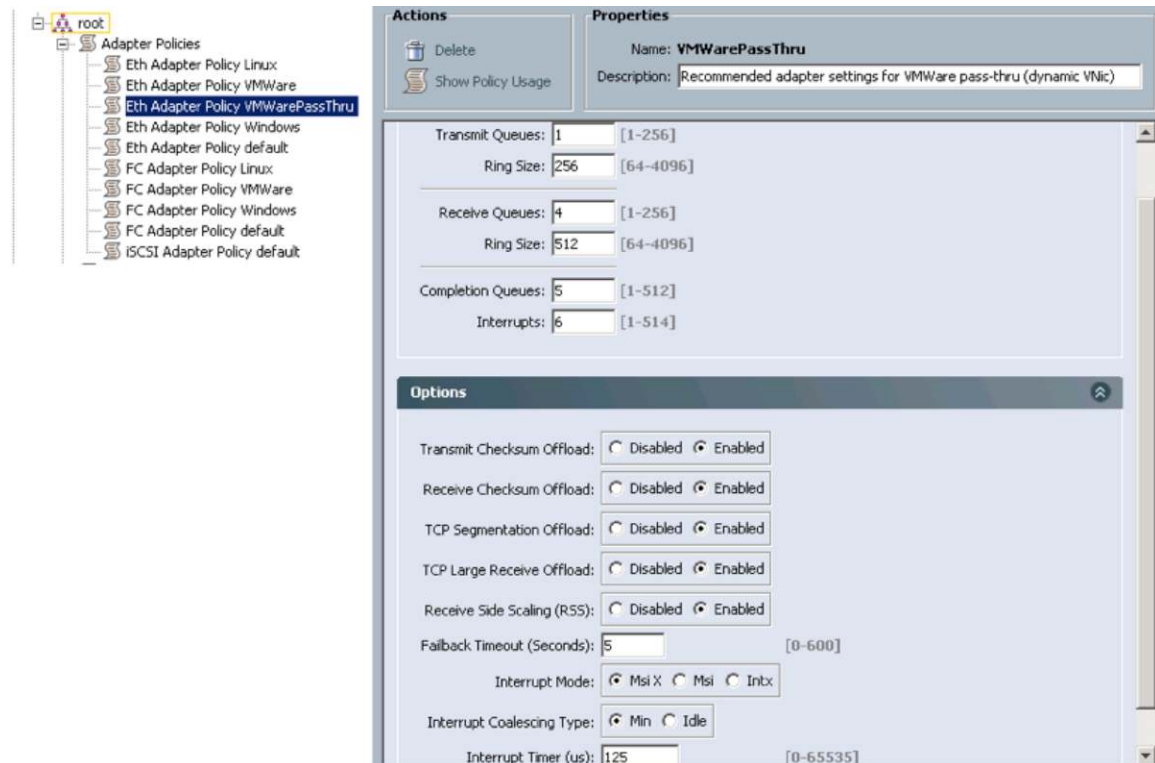 root
Adapter Policies
Eth Adapter Policy Linux
Eth Adapter Policy VMWare
Eth Adapter Policy VMWarePassThru
Eth Adapter Policy Windows
Eth Adapter Policy default
FC Adapter Policy Linux
FC Adapter Policy VMWare
FC Adapter Policy Windows
FC Adapter Policy default
iSCSI Adapter Policy default
Actions
Delete
Show Policy Usage
Properties
Name: VMWarePassThru
Description: Recommended adapter settings for VMWare pass-thru (dynamic VNic)
Transmit Queues: 1 [1-256]
Ring Size: 256 [64-4096]
Receive Queues: 4 [1-256]
Ring Size: 512 [64-4096]
Completion Queues: 5 [1-512]
Interrupts: 6 [1-514]
Options
Transmit Checksum Offload: Disabled Enabled
Receive Checksum Offload: Disabled Enabled
TCP Segmentation Offload: Disabled Enabled
TCP Large Receive Offload: Disabled Enabled
Receive Side Scaling (RSS): Disabled Enabled
Failback Timeout (Seconds): 5 [0-600]
Interrupt Mode: Msi X Msi Intx
Interrupt Coalescing Type: Min Idle
Interrupt Timer (us): 125 [0-65535]